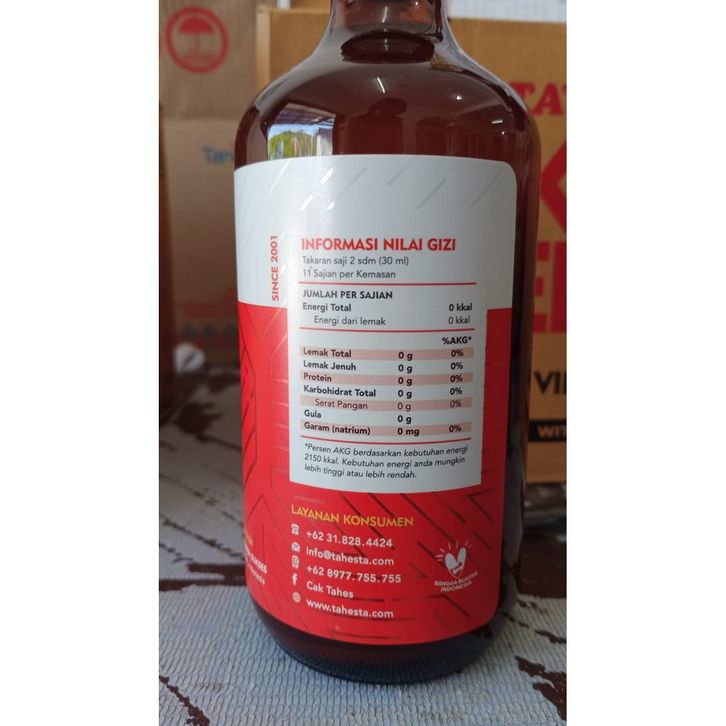 SINCE 2001
INFORMASI NILAI GIZI
Takaran saji 2 sdm (30 ml)
11 Sajian per Kemasan
JUMLAH PER SAJIAN
Energi Total 0 kkal
Energi dari lemak 0 kkal
%AKG*
Lemak Total 0 g 0%
Lemak Jenuh 0 g 0%
Protein 0 g 0%
Karbohidrat Total 0 g 0%
Serat Pangan 0 g 0%
Gula 0 g
Garam (natrium) 0 mg 0%
*Persen AKG berdasarkan kebutuhan energi
2150 kkal. Kebutuhan energi anda mungkin
lebih tinggi atau lebih rendah.
LAYANAN KONSUMEN
+62 31.828.4424
info@tahesta.com
+62 8977.755.755
Cak Tahes
www.tahesta.com
BANGGA BUATAN
INDONESIA